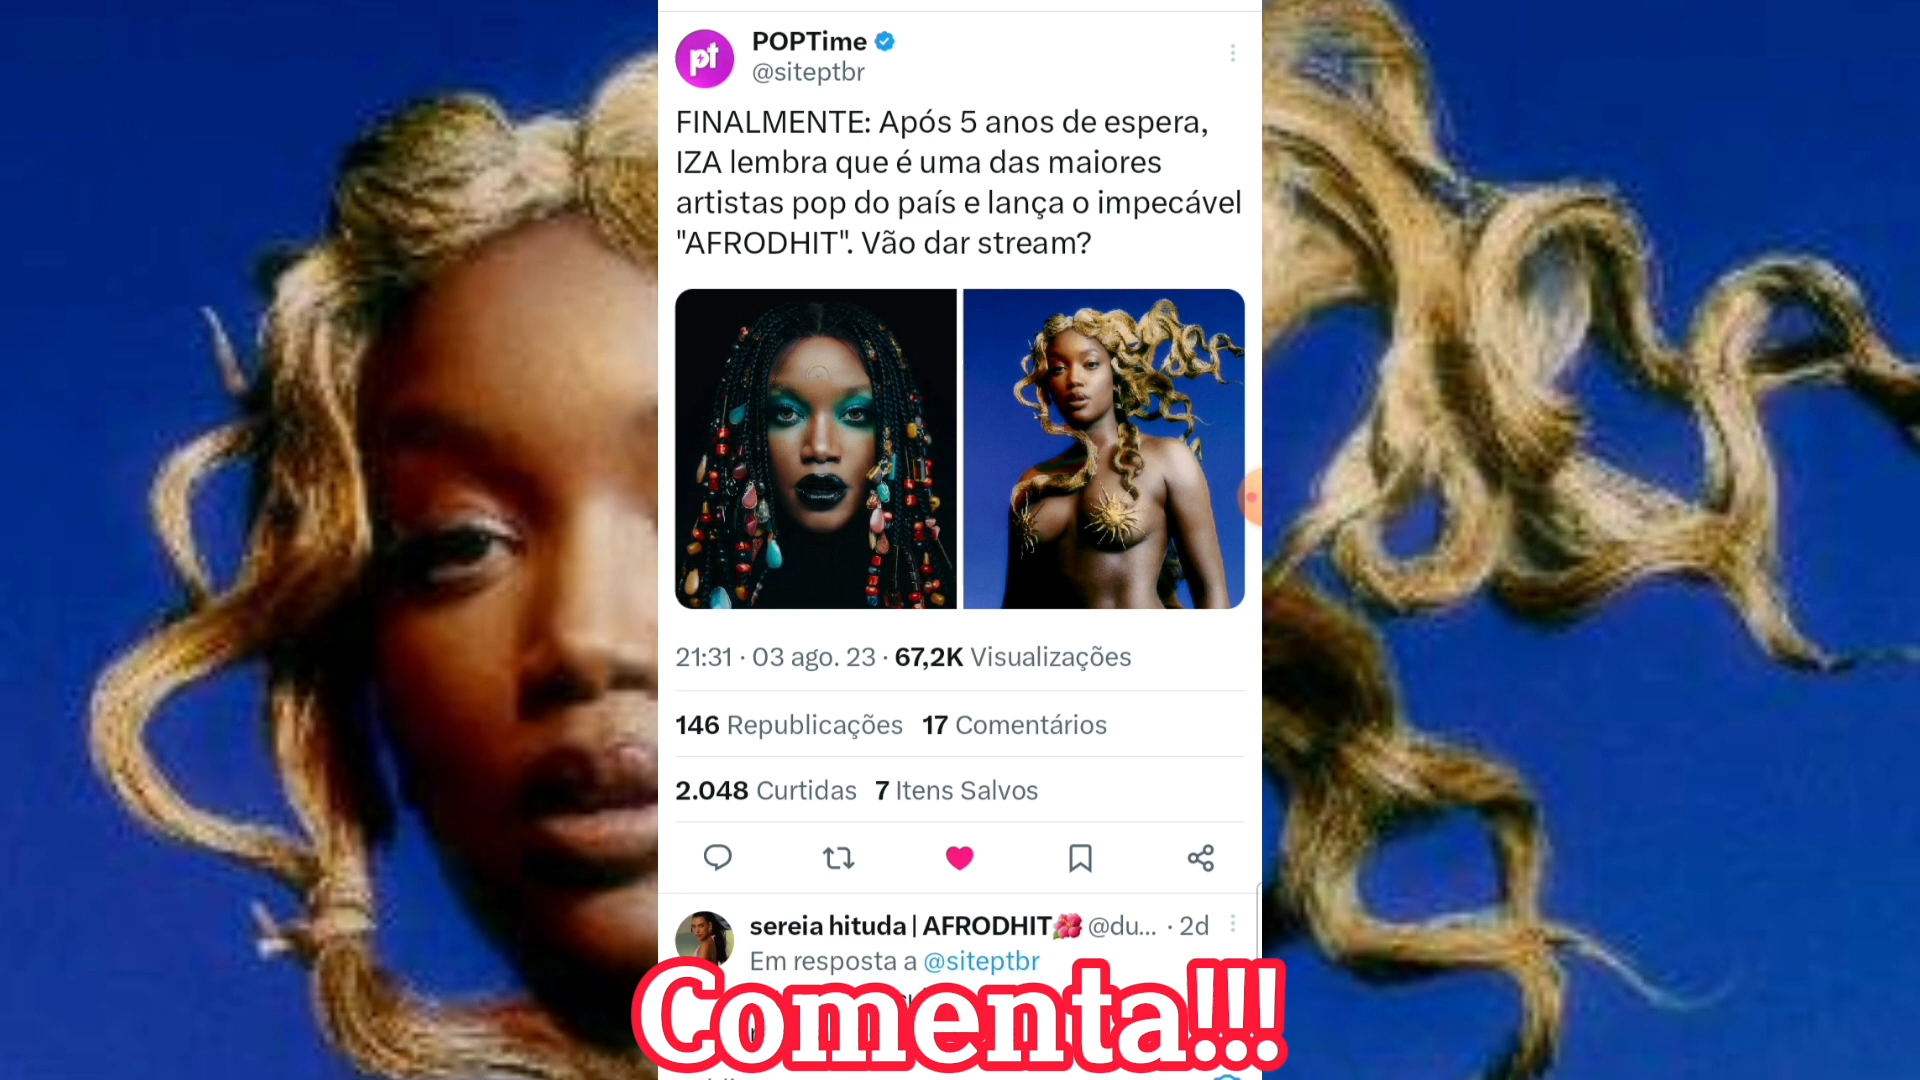 pt
POPTime
@siteptbr
FINALMENTE: Após 5 anos de espera,
IZA lembra que é uma das maiores
artistas pop do país e lança o impecável
"AFRODHIT". Vão dar stream?
21:31 · 03 ago. 23 · 67,2K Visualizações
146 Republicações 17 Comentários
2.048 Curtidas 7 Itens Salvos
sereia hituda | AFRODHIT🌺 @du... · 2d
Em resposta a @siteptbr
Comenta!!!